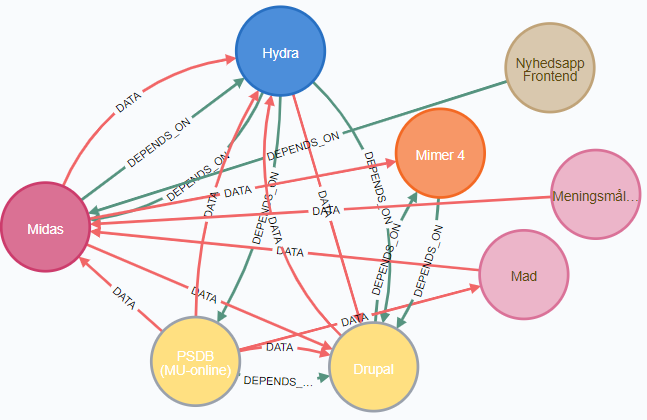 Hydra
Nyhedsapp
Frontend
DATA
DEPENDS_ON
DEPENDS_ON
DEPENDS_ON
Mimer 4
DATA
DATA
DEPENDS_ON
DEPENDS_ON
DATA
DATA
Meningsmål...
Midas
DATA
DEPENDS_ON
DEPENDS_ON
DATA
Mad
DATA
DATA
DATA
PSDB
(MU-online)
DATA
Drupal
DEPENDS_...